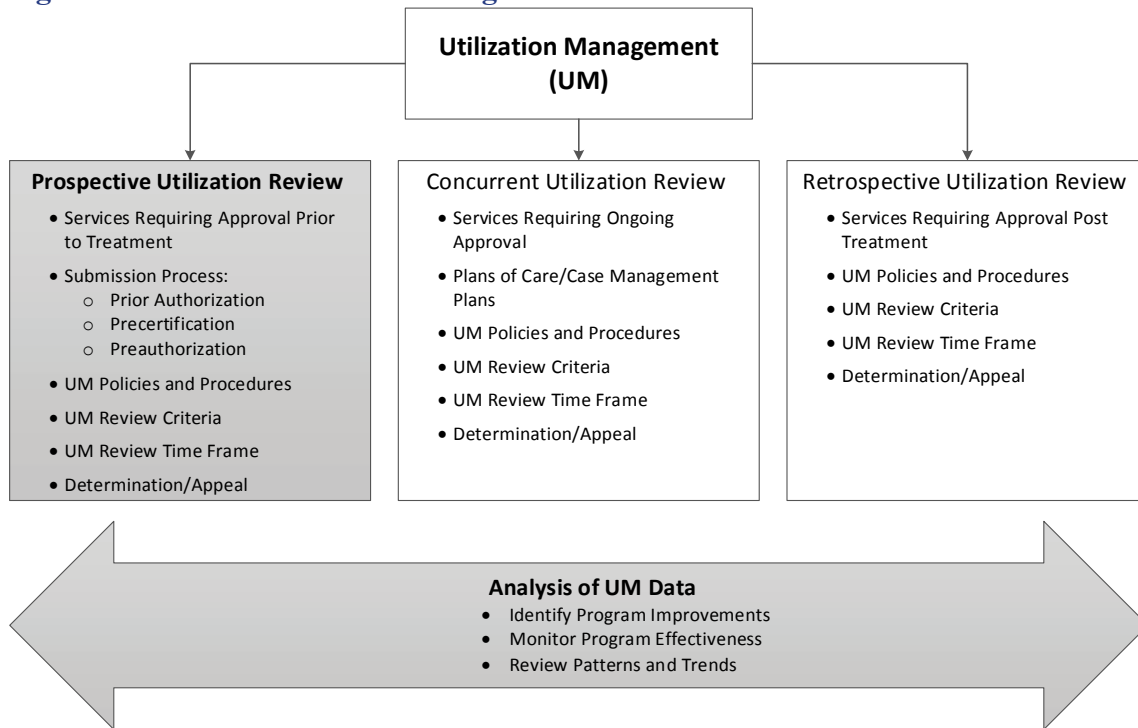 Utilization Management
(UM)
Prospective Utilization Review
• Services Requiring Approval Prior
to Treatment
• Submission Process:
o Prior Authorization
o Precertification
o Preauthorization
• UM Policies and Procedures
• UM Review Criteria
• UM Review Time Frame
• Determination/Appeal
Concurrent Utilization Review
• Services Requiring Ongoing
Approval
• Plans of Care/Case Management
Plans
• UM Policies and Procedures
• UM Review Criteria
• UM Review Time Frame
• Determination/Appeal
Retrospective Utilization Review
• Services Requiring Approval Post
Treatment
• UM Policies and Procedures
• UM Review Criteria
• UM Review Time Frame
• Determination/Appeal
Analysis of UM Data
• Identify Program Improvements
• Monitor Program Effectiveness
• Review Patterns and Trends